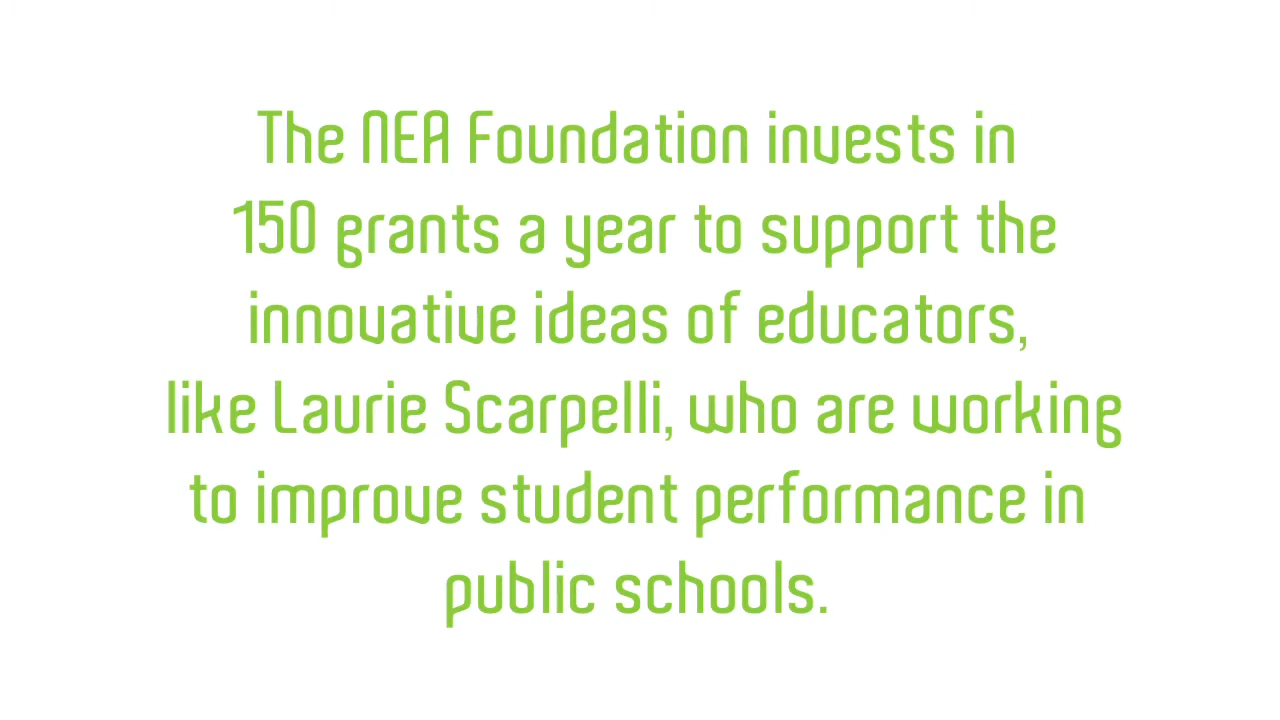 The NEA Foundation invests in
150 grants a year to support the
innovative ideas of educators,
like Laurie Scarpelli, who are working
to improve student performance in
public schools.